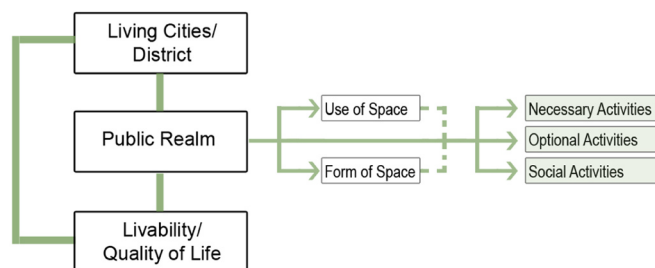 Living Cities/
District
Public Realm
Livability/
Quality of Life
Use of Space
Form of Space
Necessary Activities
Optional Activities
Social Activities